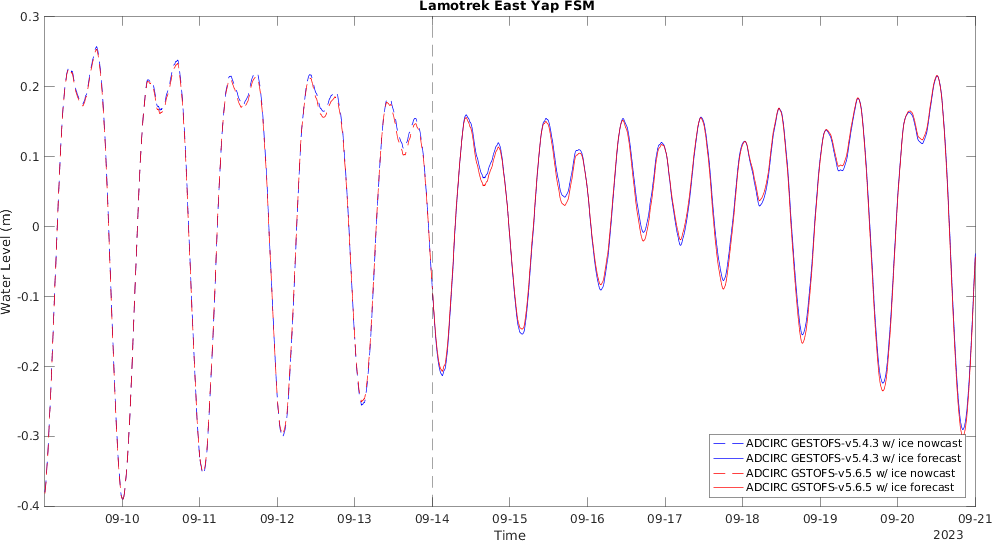 Lamotrek East Yap FSM
0.3
0.2
0.1
0
-0.1
-0.2
-0.3
-0.4
Water Level (m)
09-10 09-11 09-12 09-13 09-14 09-15 09-16 09-17 09-18 09-19 09-20 09-21
Time
2023
ADCIRC GESTOFS-v5.4.3 w/ ice nowcast
ADCIRC GESTOFS-v5.4.3 w/ ice forecast
ADCIRC GSTOFS-v5.6.5 w/ ice nowcast
ADCIRC GSTOFS-v5.6.5 w/ ice forecast